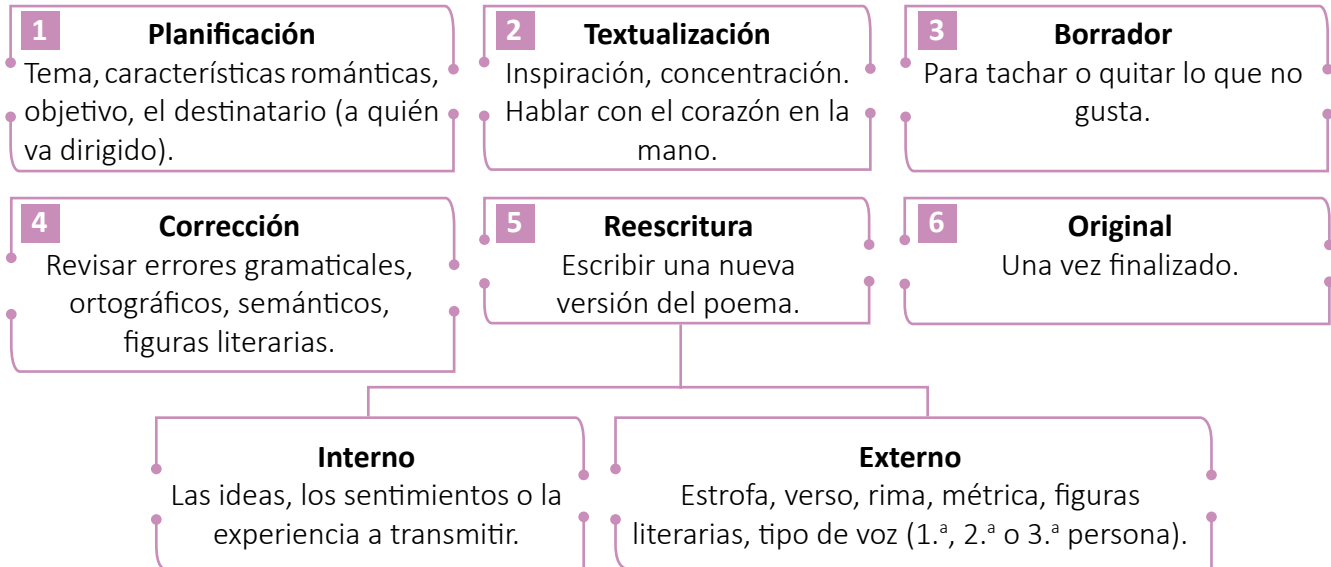 1 Planificación
Tema, características románticas,
objetivo, el destinatario (a quién
va dirigido).
2 Textualización
Inspiración, concentración.
Hablar con el corazón en la
mano.
3 Borrador
Para tachar o quitar lo que no
gusta.
4 Corrección
Revisar errores gramaticales,
ortográficos, semánticos,
figuras literarias.
5 Reescritura
Escribir una nueva
versión del poema.
6 Original
Una vez finalizado.
Interno
Las ideas, los sentimientos o la
experiencia a transmitir.
Externo
Estrofa, verso, rima, métrica, figuras
literarias, tipo de voz (1.ª, 2.ª o 3.ª persona).